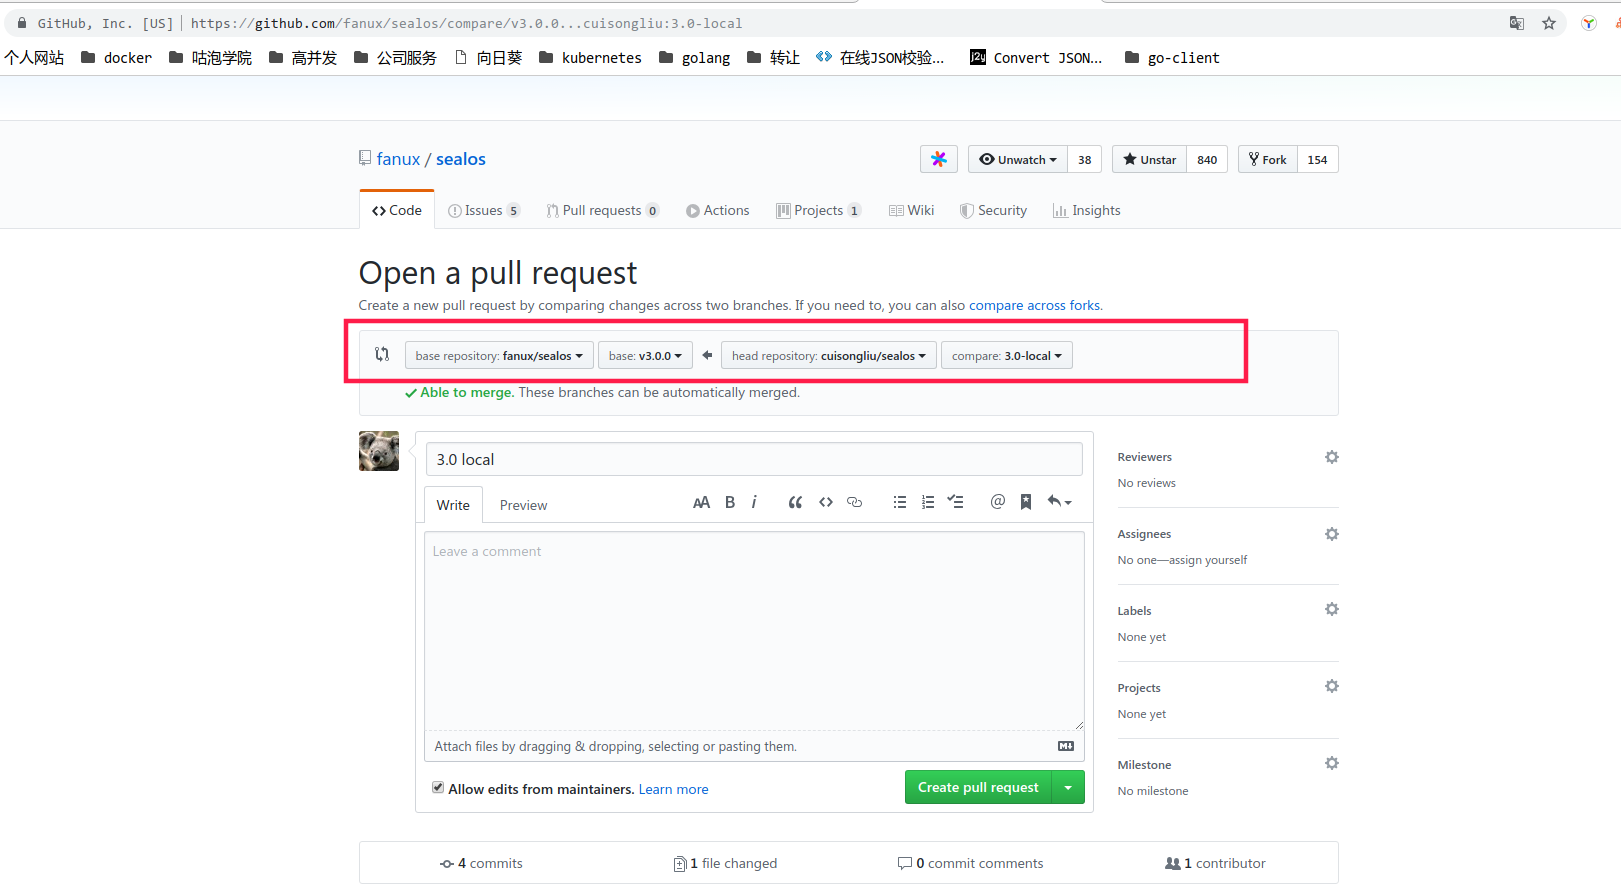 GitHub, Inc. [US] | https://github.com/fanux/sealos/compare/v3.0.0...cuisongliu:3.0-local
个人网站 docker 咕泡学院 高并发 公司服务 向日葵 kubernetes golang 转让 在线JSON校验... j2y Convert JSON... go-client
fanux / sealos Unwatch 38 Unstar 840 Fork 154
Code Issues 5 Pull requests 0 Actions Projects 1 Wiki Security Insights
Open a pull request
Create a new pull request by comparing changes across two branches. If you need to, you can also compare across forks.
base repository: fanux/sealos base: v3.0.0 head repository: cuisongliu/sealos compare: 3.0-local
Able to merge. These branches can be automatically merged.
3.0 local
Write Preview AA B i
Leave a comment
Attach files by dragging & dropping, selecting or pasting them.
Allow edits from maintainers. Learn more Create pull request
Reviewers
No reviews
Assignees
No one—assign yourself
Labels
None yet
Projects
None yet
Milestone
No milestone
4 commits 1 file changed 0 commit comments 1 contributor